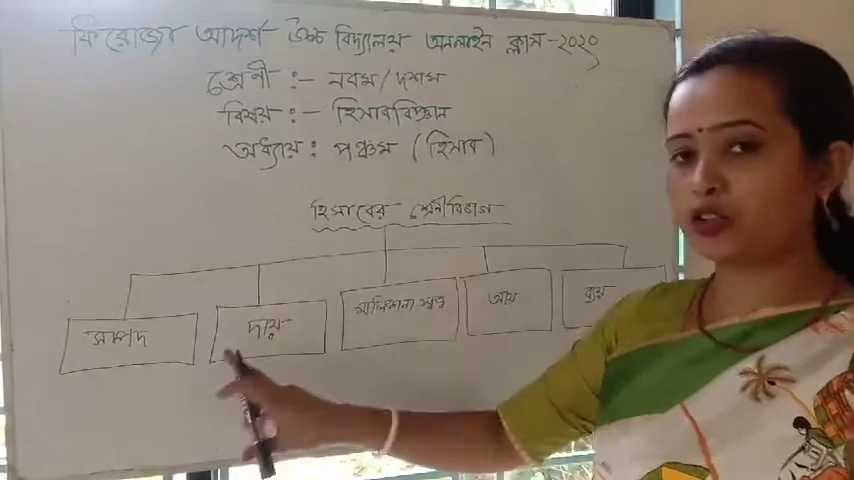 ফিরোজা আদর্শ উচ্চ বিদ্যালয় অনলাইন ক্লাস-২০২০
শ্রেণী :- নবম/দশম
বিষয় :- হিসাববিজ্ঞান
অধ্যায় : পঞ্চম (হিসাব)
হিসাবের শ্রেনীবিভাগ
সম্পদ দায় মালিকানা স্বত্ব আয় ব্যয়